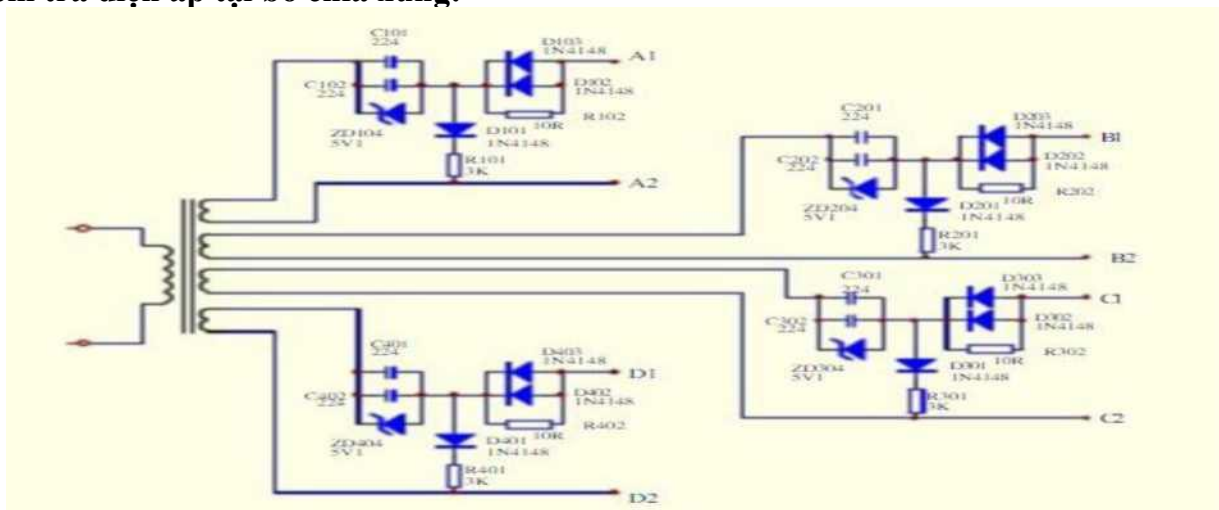 C101
224
C102
224
ZD104
5V1
D101
1N4148
R101
3K
D103
1N4148
D102
1N4148
10R
R102
A1
A2
C201
224
C202
224
ZD204
5V1
D201
1N4148
R201
3K
D203
1N4148
D202
1N4148
10R
R202
B1
B2
C301
224
C302
224
ZD304
5V1
D301
1N4148
R301
3K
D303
1N4148
D302
1N4148
10R
R302
C1
C2
C401
224
C402
224
ZD404
5V1
D401
1N4148
R401
3K
D403
1N4148
D402
1N4148
10R
R402
D1
D2